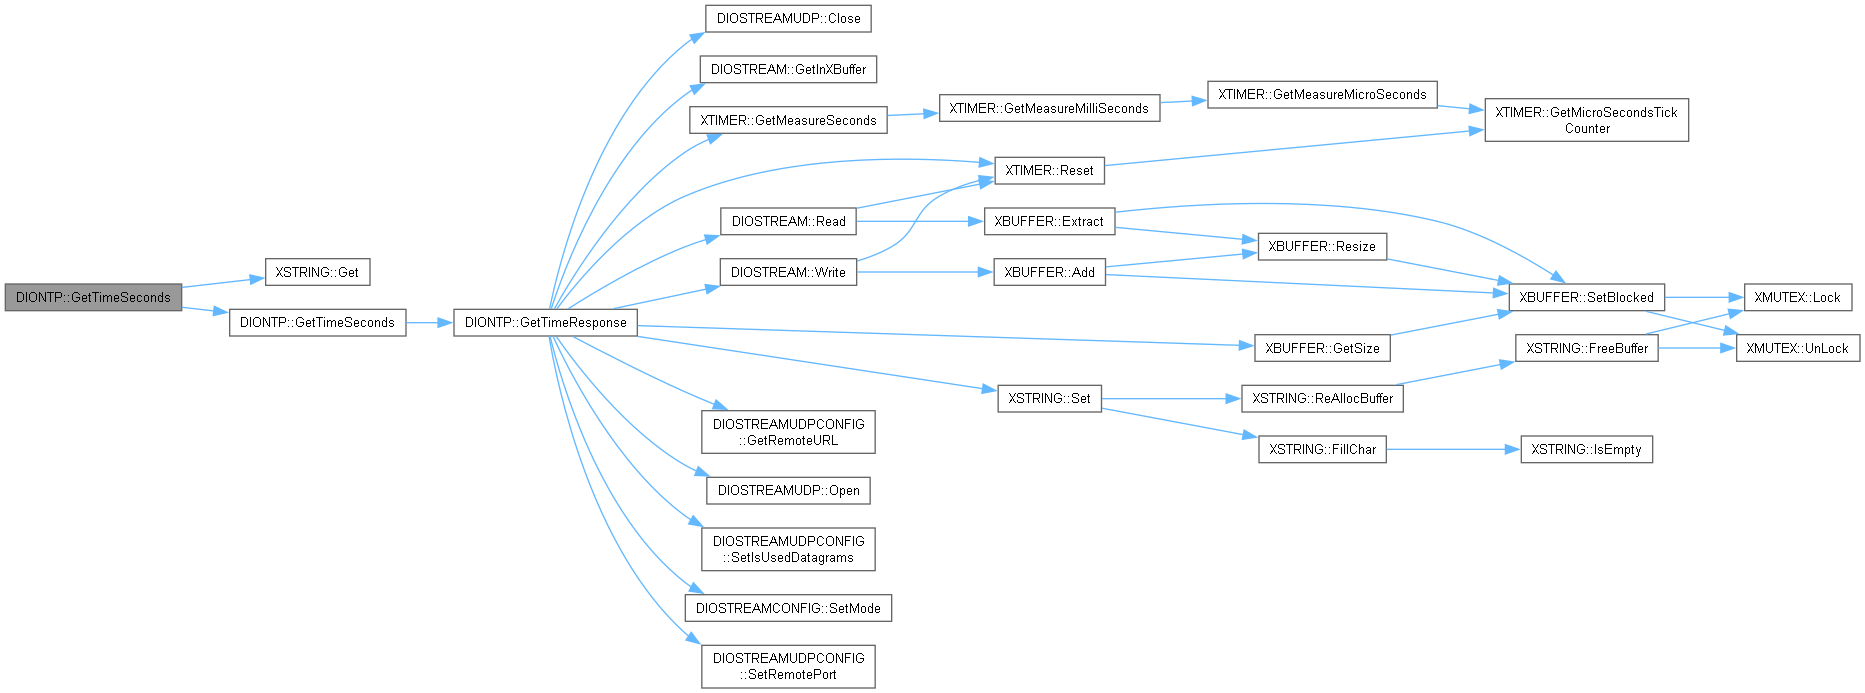 DIONTP::GetTimeSeconds
XSTRING::Get
DIONTP::GetTimeSeconds
DIONTP::GetTimeResponse
DIOSTREAMUDP::Close
DIOSTREAM::GetInXBuffer
XTIMER::GetMeasureSeconds
XTIMER::GetMeasureMilliSeconds
XTIMER::GetMeasureMicroSeconds
XTIMER::GetMicroSecondsTick
Counter
XTIMER::Reset
DIOSTREAM::Read
XBUFFER::Extract
XBUFFER::Resize
DIOSTREAM::Write
XBUFFER::Add
XBUFFER::SetBlocked
XMUTEX::Lock
XBUFFER::GetSize
XSTRING::FreeBuffer
XMUTEX::UnLock
XSTRING::Set
XSTRING::ReAllocBuffer
XSTRING::FillChar
XSTRING::IsEmpty
DIOSTREAMUDPCONFIG
::GetRemoteURL
DIOSTREAMUDP::Open
DIOSTREAMUDPCONFIG
::SetIsUsedDatagrams
DIOSTREAMCONFIG::SetMode
DIOSTREAMUDPCONFIG
::SetRemotePort